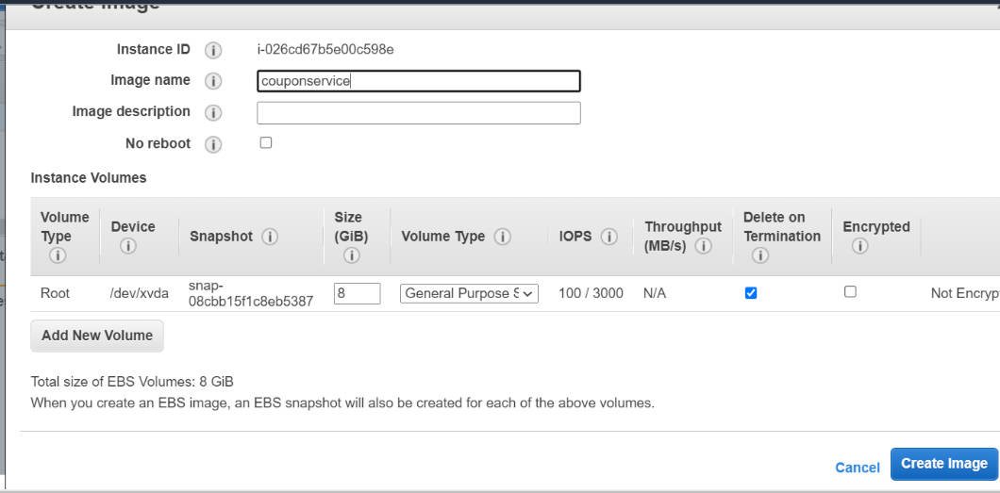 Create Image
Instance ID i i-026cd67b5e00c598e
Image name i couponservice
Image description i
No reboot i
Instance Volumes
Volume Type i Device i Snapshot i Size (GiB) i Volume Type i IOPS i Throughput (MB/s) i Delete on Termination i Encrypted i
Root /dev/xvda snap-08cbb15f1c8eb5387 8 General Purpose S 100 / 3000 N/A Not Encryp
Add New Volume
Total size of EBS Volumes: 8 GiB
When you create an EBS image, an EBS snapshot will also be created for each of the above volumes.
Cancel Create Image